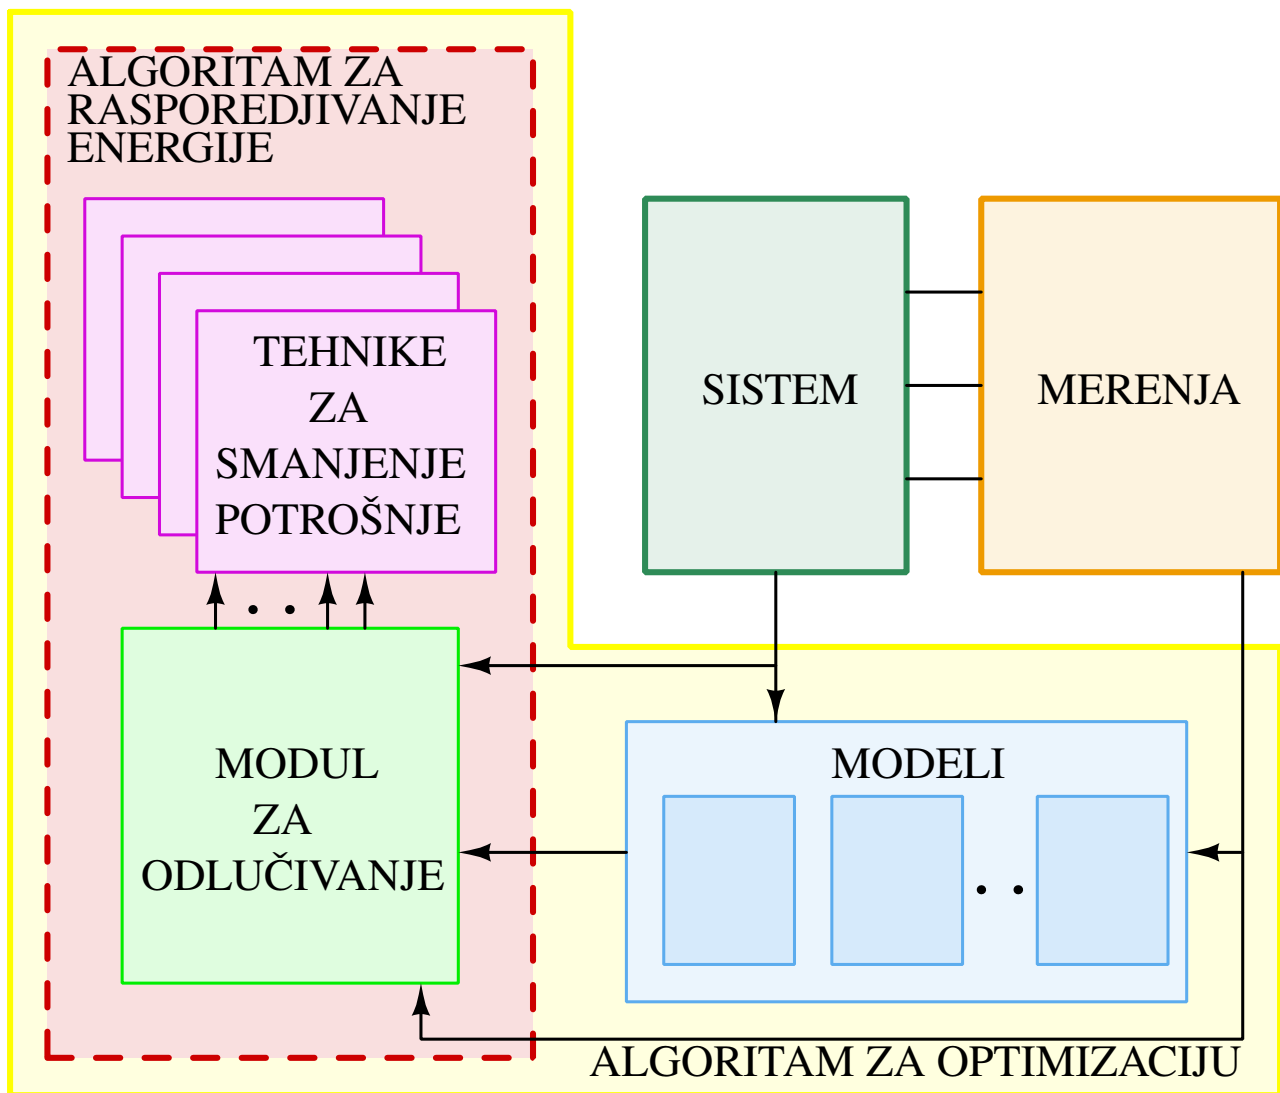 ALGORITAM ZA
RASPOREDJIVANJE
ENERGIJE
TEHNIKE
ZA
SMANJENJE
POTROŠNJE
SISTEM
MERENJA
MODUL
ZA
ODLUČIVANJE
MODELI
ALGORITAM ZA OPTIMIZACIJU